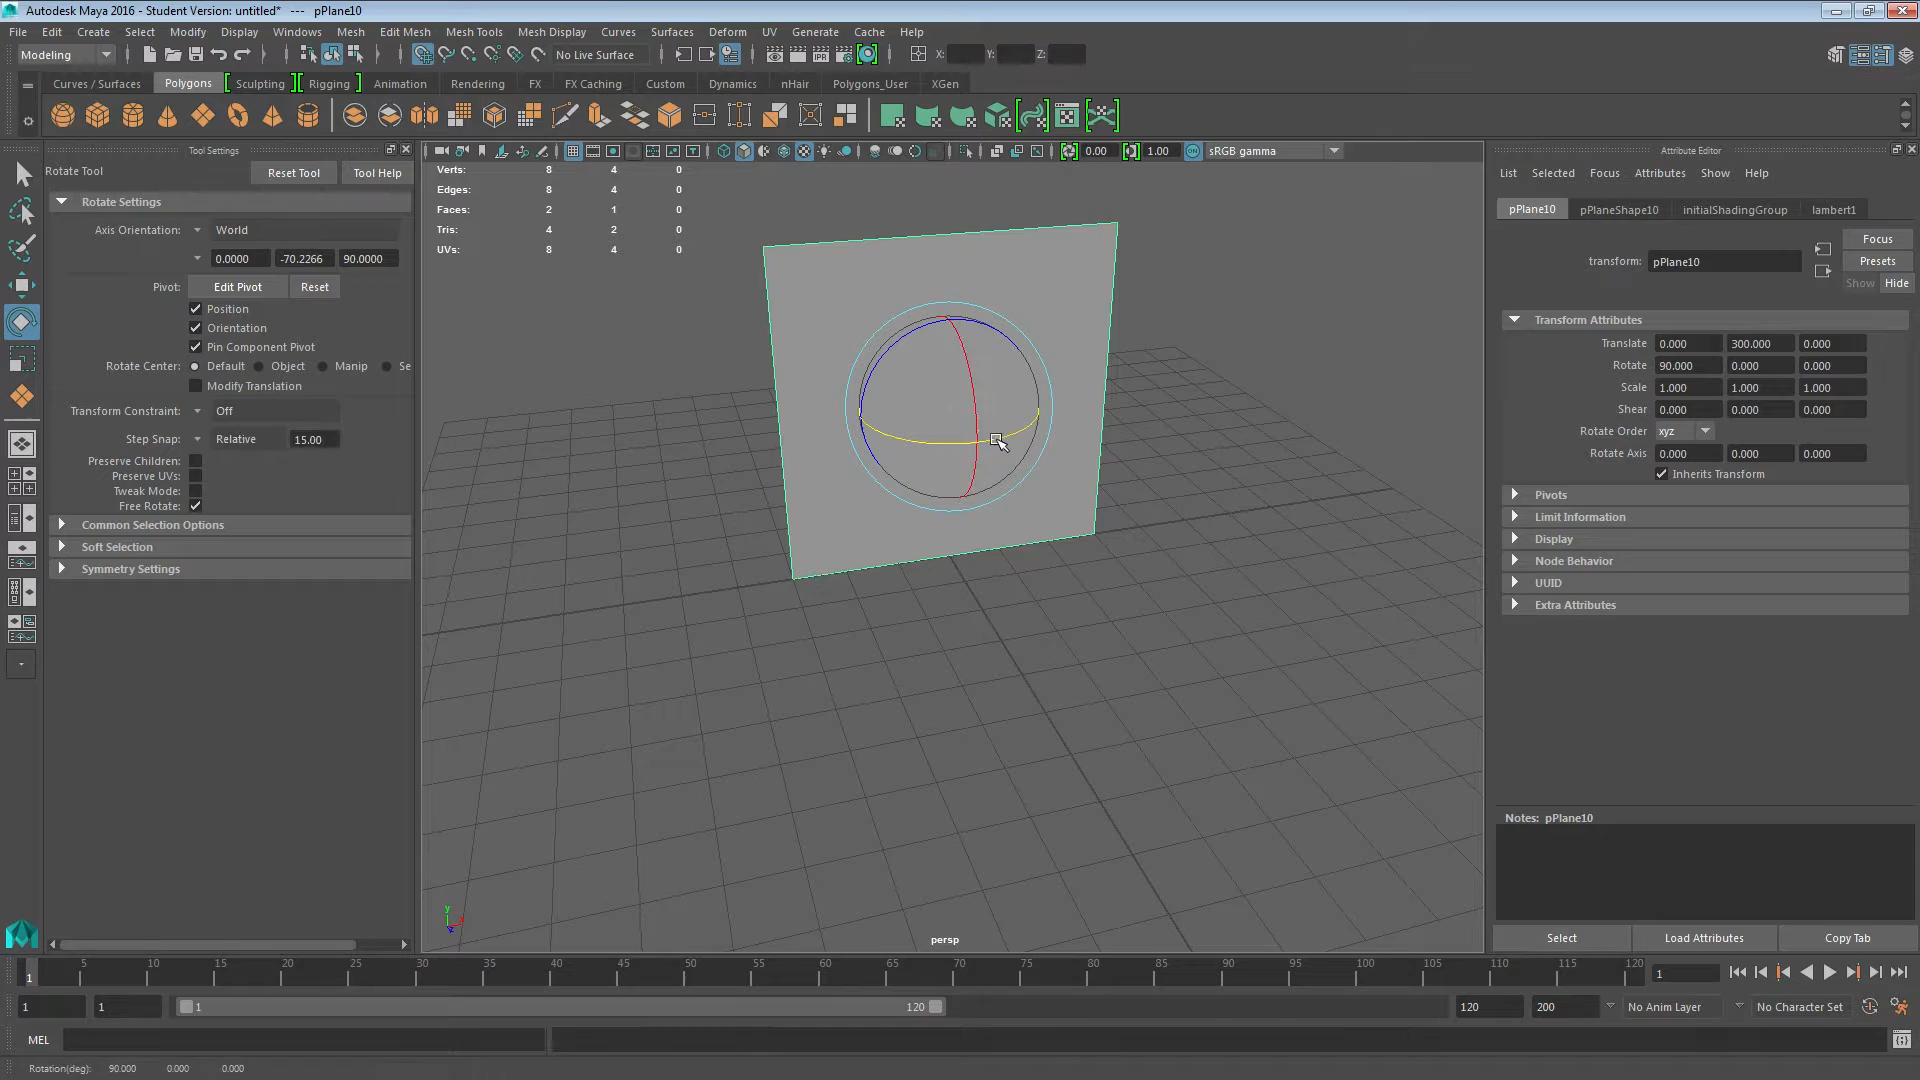 Autodesk Maya 2016 - Student Version: untitled*   ---   pPlane10
File Edit Create Select Modify Display Windows Mesh Edit Mesh Mesh Tools Mesh Display Curves Surfaces Deform UV Generate Cache Help
Modeling No Live Surface X: Y: Z:
Curves / Surfaces Polygons Sculpting Rigging Animation Rendering FX FX Caching Custom Dynamics nHair Polygons_User XGen
Tool Settings
Rotate Tool Reset Tool Tool Help
Rotate Settings
Axis Orientation: World
0.0000 -70.2266 90.0000
Pivot: Edit Pivot Reset
Position
Orientation
Pin Component Pivot
Rotate Center: Default Object Manip Se
Modify Translation
Transform Constraint: Off
Step Snap: Relative 15.00
Preserve Children:
Preserve UVs:
Tweak Mode:
Free Rotate:
Common Selection Options
Soft Selection
Symmetry Settings
0.00 1.00 ON sRGB gamma
Verts: 8 4 0
Edges: 8 4 0
Faces: 2 1 0
Tris: 4 2 0
UVs: 8 4 0
y
x
z
persp
Attribute Editor
List Selected Focus Attributes Show Help
pPlane10 pPlaneShape10 initialShadingGroup lambert1
Focus
transform: pPlane10 Presets
Show Hide
Transform Attributes
Translate 0.000 300.000 0.000
Rotate 90.000 0.000 0.000
Scale 1.000 1.000 1.000
Shear 0.000 0.000 0.000
Rotate Order xyz
Rotate Axis 0.000 0.000 0.000
Inherits Transform
Pivots
Limit Information
Display
Node Behavior
UUID
Extra Attributes
Notes: pPlane10
Select Load Attributes Copy Tab
1 5 10 15 20 25 30 35 40 45 50 55 60 65 70 75 80 85 90 95 100 105 110 115 120 1
1 1 1 120 120 200 No Anim Layer No Character Set
MEL
Rotation(deg): 90.000 0.000 0.000